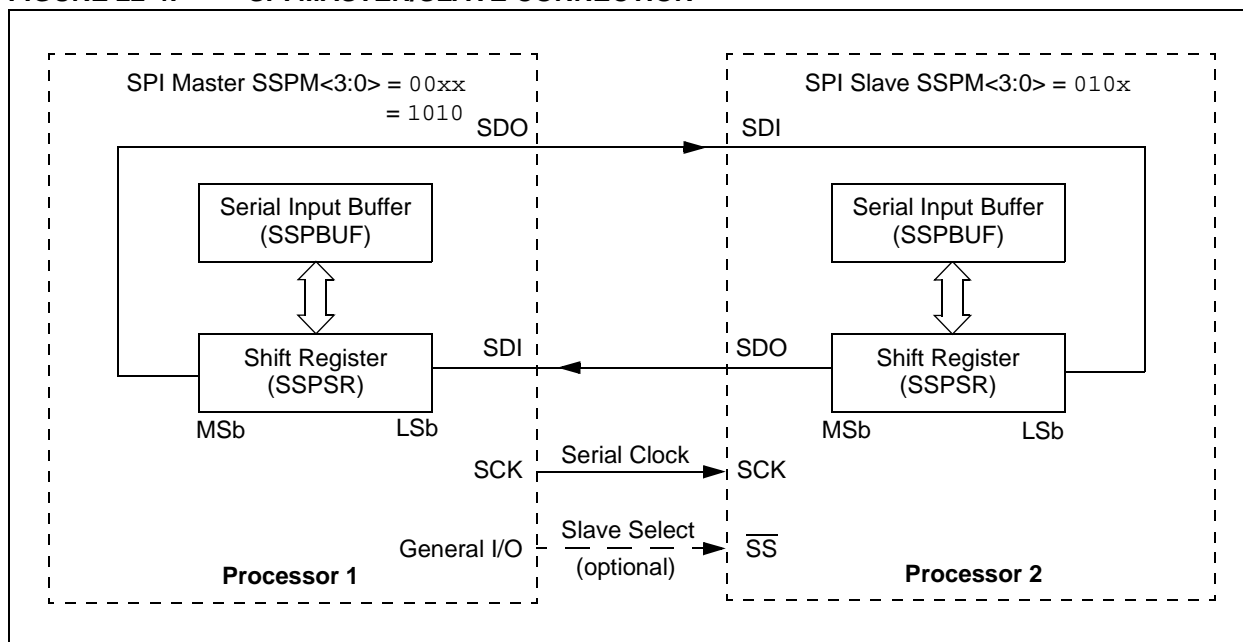 SPI Master SSPM<3:0> = 00xx
= 1010
SDO
SPI Slave SSPM<3:0> = 010x
SDI
Serial Input Buffer
(SSPBUF)
Serial Input Buffer
(SSPBUF)
Shift Register
(SSPSR)
MSb
LSb
SDI
SDO
Shift Register
(SSPSR)
MSb
LSb
SCK
Serial Clock
SCK
General I/O
Slave Select
(optional)
SS
Processor 1
Processor 2